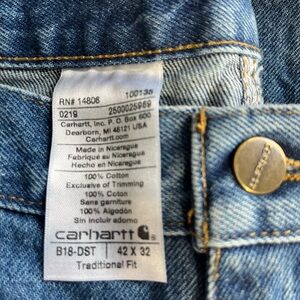 RN# 14806 100135
0219 2500025989
Carhartt, Inc. P.O. Box 600
Dearborn, MI 48121 USA
Carhartt.com
Made in Nicaragua
Fabriqué au Nicaragua
Hecho en Nicaragua
100% Cotton
Exclusive of Trimming
100% Coton
Sans garniture
100% Algodón
Sin incluir adorno
carhartt
B18-DST 42 X 32
Traditional Fit